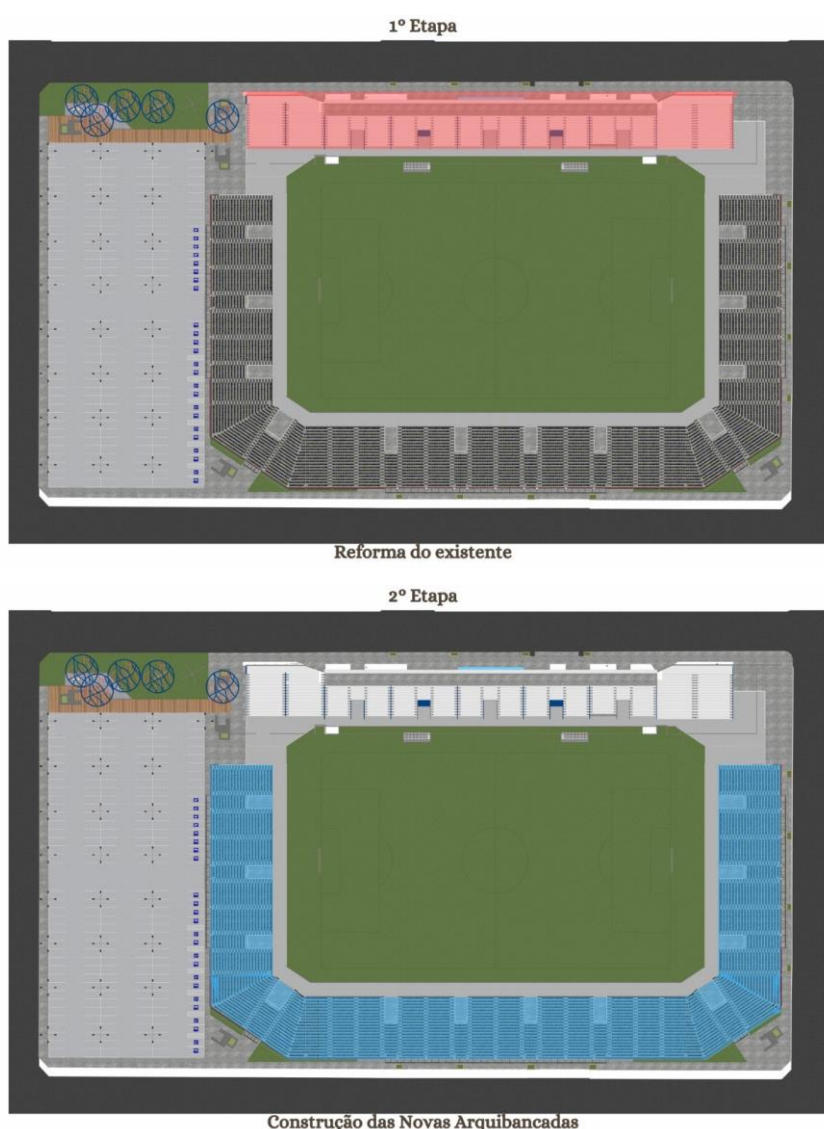 1º Etapa
Reforma do existente
2º Etapa
Construção das Novas Arquibancadas